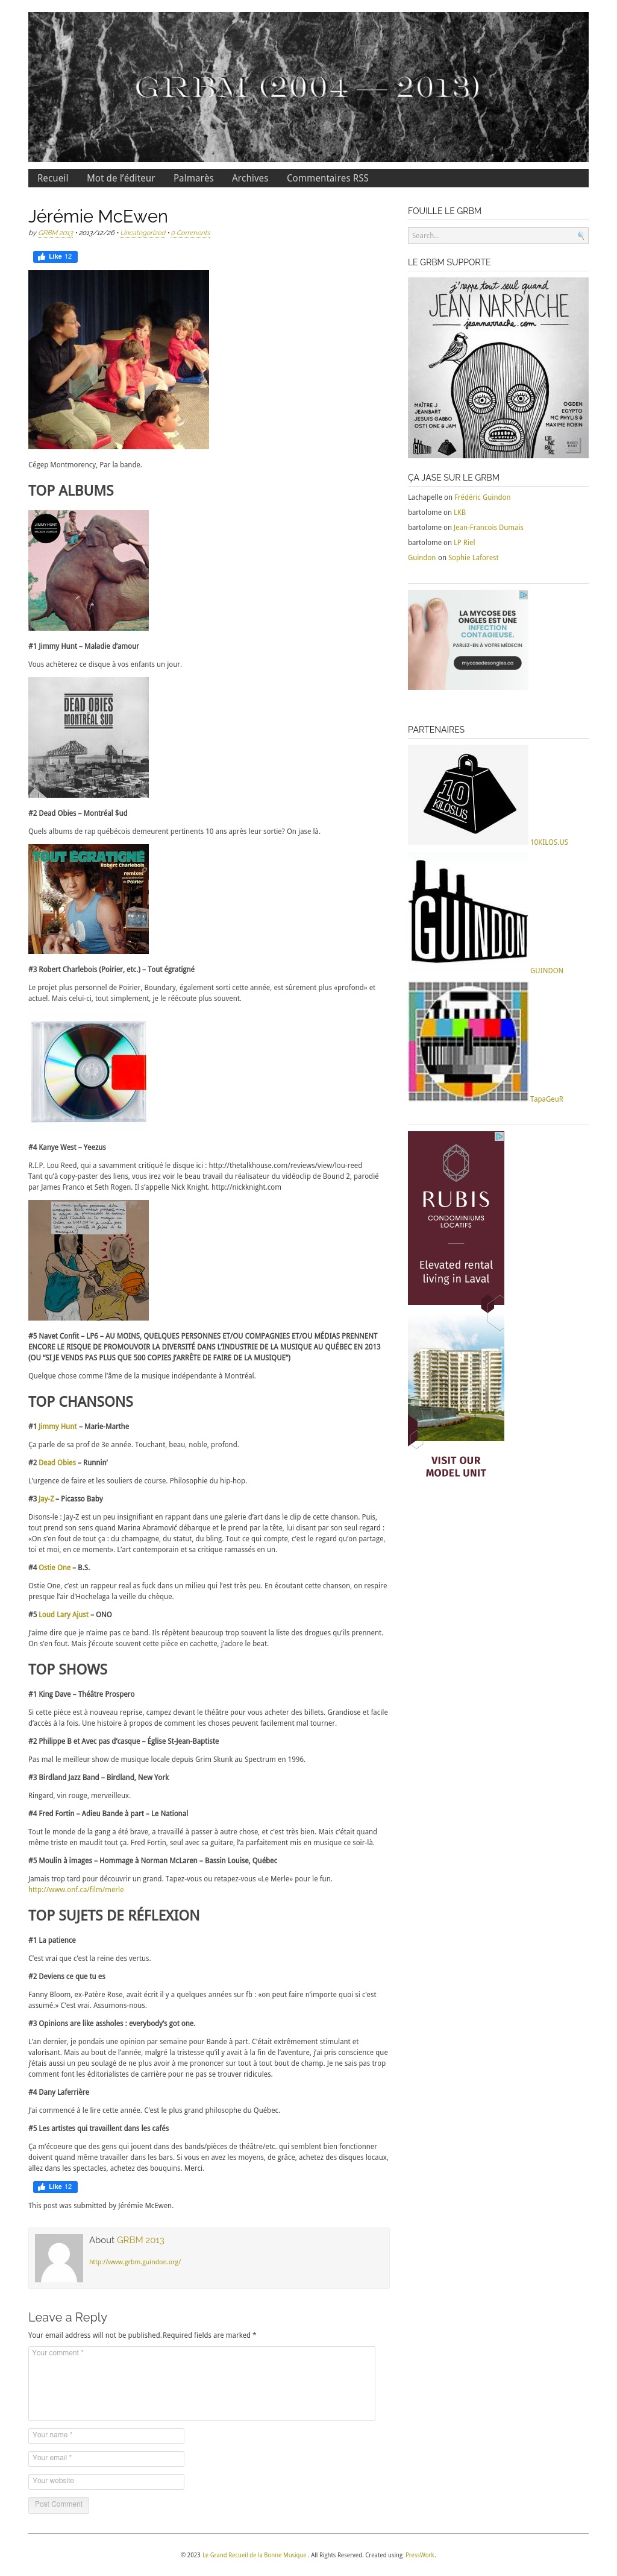 GRBM (2004 — 2013)
Recueil
Mot de l'éditeur
Palmarès
Archives
Commentaires RSS
Jérémie McEwen
by GRBM 2013 • 2013/12/26 • Uncategorized • 0 Comments
Like 12
Cégep Montmorency, Par la bande.
TOP ALBUMS
JIMMY HUNT
#1 Jimmy Hunt – Maladie d'amour
Vous achèterez ce disque à vos enfants un jour.
DEAD OBIES
MONTRÉAL $UD
#2 Dead Obies – Montréal $ud
Quels albums de rap québécois demeurent pertinents 10 ans après leur sortie? On jase là.
TOUT ÉGRATIGNÉ
Robert Charlebois
remixes
Poirier
#3 Robert Charlebois (Poirier, etc.) – Tout égratigné
Le projet plus personnel de Poirier, Boundary, également sorti cette année, est sûrement plus «profond» et
actuel. Mais celui-ci, tout simplement, je le réécoute plus souvent.
#4 Kanye West – Yeezus
R.I.P. Lou Reed, qui a savamment critiqué le disque ici : http://thetalkhouse.com/reviews/view/lou-reed
Tant qu'à copy-paster des liens, vous irez voir le beau travail du réalisateur du vidéoclip de Bound 2, parodié
par James Franco et Seth Rogen. Il s'appelle Nick Knight. http://nickknight.com
#5 Navet Confit – LP6 – AU MOINS, QUELQUES PERSONNES ET/OU COMPAGNIES ET/OU MÉDIAS PRENNENT
ENCORE LE RISQUE DE PROMOUVOIR LA DIVERSITÉ DANS L'INDUSTRIE DE LA MUSIQUE AU QUÉBEC EN 2013
(OU "SI JE VENDS PAS PLUS QUE 500 COPIES J'ARRÊTE DE FAIRE DE LA MUSIQUE")
Quelque chose comme l'âme de la musique indépendante à Montréal.
TOP CHANSONS
#1 Jimmy Hunt – Marie-Marthe
Ça parle de sa prof de 3e année. Touchant, beau, noble, profond.
#2 Dead Obies – Runnin'
L'urgence de faire et les souliers de course. Philosophie du hip-hop.
#3 Jay-Z – Picasso Baby
Disons-le : Jay-Z est un peu insignifiant en rappant dans une galerie d'art dans le clip de cette chanson. Puis,
tout prend son sens quand Marina Abramović débarque et le prend par la tête, lui disant par son seul regard :
«On s'en fout de tout ça : du champagne, du statut, du bling. Tout ce qui compte, c'est le regard qu'on partage,
toi et moi, en ce moment». L'art contemporain et sa critique ramassés en un.
#4 Ostie One – B.S.
Ostie One, c'est un rappeur real as fuck dans un milieu qui l'est très peu. En écoutant cette chanson, on respire
presque l'air d'Hochelaga la veille du chèque.
#5 Loud Lary Ajust – ONO
J'aime dire que je n'aime pas ce band. Ils répètent beaucoup trop souvent la liste des drogues qu'ils prennent.
On s'en fout. Mais j'écoute souvent cette pièce en cachette, j'adore le beat.
TOP SHOWS
#1 King Dave – Théâtre Prospero
Si cette pièce est à nouveau reprise, campez devant le théâtre pour vous acheter des billets. Grandiose et facile
d'accès à la fois. Une histoire à propos de comment les choses peuvent facilement mal tourner.
#2 Philippe B et Avec pas d'casque – Église St-Jean-Baptiste
Pas mal le meilleur show de musique locale depuis Grim Skunk au Spectrum en 1996.
#3 Birdland Jazz Band – Birdland, New York
Ringard, vin rouge, merveilleux.
#4 Fred Fortin – Adieu Bande à part – Le National
Tout le monde de la gang a été brave, a travaillé à passer à autre chose, et c'est très bien. Mais c'était quand
même triste en maudit tout ça. Fred Fortin, seul avec sa guitare, l'a parfaitement mis en musique ce soir-là.
#5 Moulin à images – Hommage à Norman McLaren – Bassin Louise, Québec
Jamais trop tard pour découvrir un grand. Tapez-vous ou retapez-vous «Le Merle» pour le fun.
http://www.onf.ca/film/merle
TOP SUJETS DE RÉFLEXION
#1 La patience
C'est vrai que c'est la reine des vertus.
#2 Deviens ce que tu es
Fanny Bloom, ex-Patère Rose, avait écrit il y a quelques années sur fb : «on peut faire n'importe quoi si c'est
assumé.» C'est vrai. Assumons-nous.
#3 Opinions are like assholes : everybody's got one.
L'an dernier, je pondais une opinion par semaine pour Bande à part. C'était extrêmement stimulant et
valorisant. Mais au bout de l'année, malgré la tristesse qu'il y avait à la fin de l'aventure, j'ai pris conscience que
j'étais aussi un peu soulagé de ne plus avoir à me prononcer sur tout à tout bout de champ. Je ne sais pas trop
comment font les éditorialistes de carrière pour ne pas se trouver ridicules.
#4 Dany Laferrière
J'ai commencé à le lire cette année. C'est le plus grand philosophe du Québec.
#5 Les artistes qui travaillent dans les cafés
Ça m'écoeure que des gens qui jouent dans des bands/pièces de théâtre/etc. qui semblent bien fonctionner
doivent quand même travailler dans les bars. Si vous en avez les moyens, de grâce, achetez des disques locaux,
allez dans les spectacles, achetez des bouquins. Merci.
Like 12
This post was submitted by Jérémie McEwen.
About GRBM 2013
http://www.grbm.guindon.org/
Leave a Reply
Your email address will not be published.Required fields are marked *
Your comment *
Your name *
Your email *
Your website
Post Comment
FOUILLE LE GRBM
Search...
LE GRBM SUPPORTE
j'rappe tout seul quand
JEAN NARRACHE
jeannarrache.com
MAÎTRE J
JEANBART
JESUIS GABBO
OSTI ONE & JAM
OGDEN
EGYPTO
MC PHYLIS &
MAXIME ROBIN
ÇA JASE SUR LE GRBM
Lachapelle on Frédéric Guindon
bartolome on LKB
bartolome on Jean-Francois Dumais
bartolome on LP Riel
Guindon on Sophie Laforest
LA MYCOSE DES
ONGLES EST UNE
INFECTION
CONTAGIEUSE.
PARLEZ-EN À VOTRE MÉDECIN
mycosedesongles.ca
PARTENAIRES
10
KILOS.US
10KILOS.US
GUINDON
GUINDON
TapaGeuR
RUBIS
CONDOMINIUMS
LOCATIFS
Elevated rental
living in Laval
VISIT OUR
MODEL UNIT
© 2023 Le Grand Recueil de la Bonne Musique . All Rights Reserved. Created using PressWork.